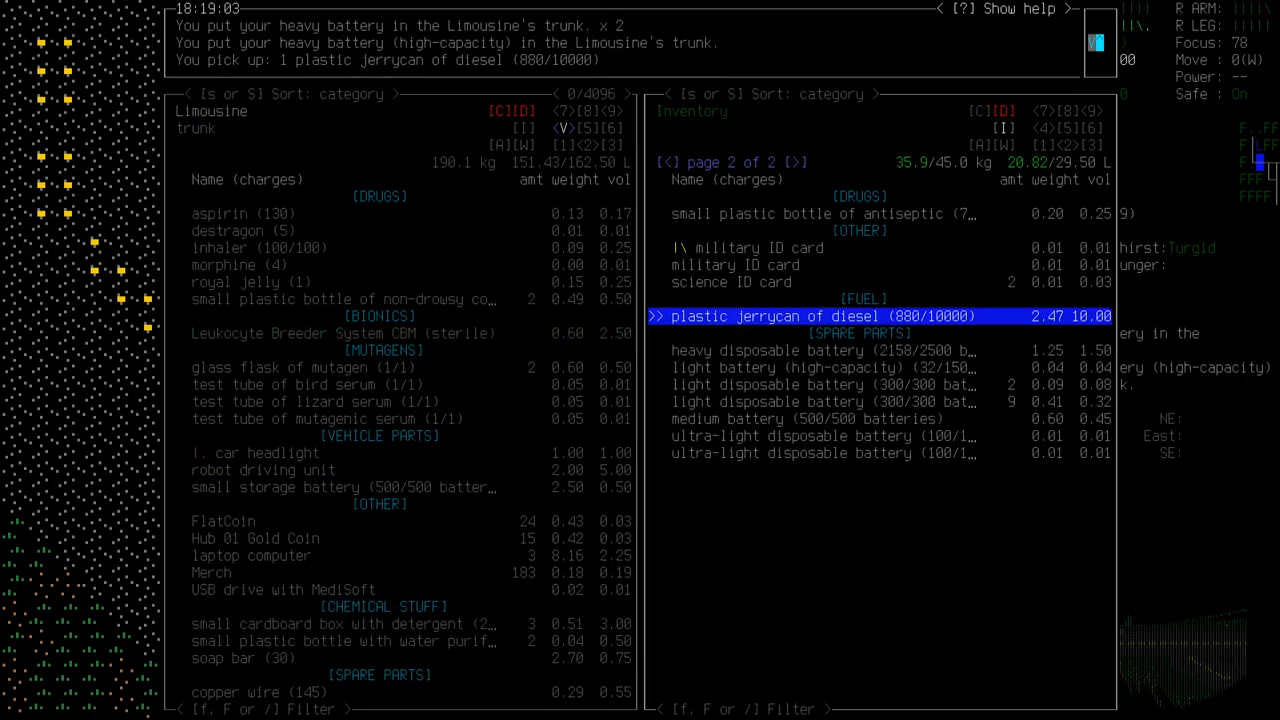 18:19:03
< [?] Show help >
You put your heavy battery in the Limousine's trunk. x 2
You put your heavy battery (high-capacity) in the Limousine's trunk.
You pick up: 1 plastic jerrycan of diesel (880/10000)
R ARM:
R LEG:
Focus: 78
Move : 0(W)
Power: --
Safe : On
< [s or S] Sort: category >
< 0/4096 >
Limousine
trunk
[C][D] <7>[8]<9>
[I] <V>[5][6]
[A][W] [1]<2>[3]
190.1 kg 151.43/162.50 L
Name (charges) amt weight vol
[DRUGS]
aspirin (130) 0.13 0.17
destragon (5) 0.01 0.01
inhaler (100/100) 0.09 0.25
morphine (4) 0.00 0.01
royal jelly (1) 0.15 0.25
small plastic bottle of non-drowsy co… 2 0.49 0.50
[BIONICS]
Leukocyte Breeder System CBM (sterile) 0.60 2.50
[MUTAGENS]
glass flask of mutagen (1/1) 2 0.60 0.50
test tube of bird serum (1/1) 0.05 0.01
test tube of lizard serum (1/1) 0.05 0.01
test tube of mutagenic serum (1/1) 0.05 0.01
[VEHICLE PARTS]
|. car headlight 1.00 1.00
robot driving unit 2.00 5.00
small storage battery (500/500 batter… 2.50 0.50
[OTHER]
FlatCoin 24 0.43 0.03
Hub 01 Gold Coin 15 0.42 0.03
laptop computer 3 8.16 2.25
Merch 183 0.18 0.19
USB drive with MediSoft 0.02 0.01
[CHEMICAL STUFF]
small cardboard box with detergent (2… 3 0.51 3.00
small plastic bottle with water purif… 2 0.04 0.50
soap bar (30) 2.70 0.75
[SPARE PARTS]
copper wire (145) 0.29 0.55
< [f, F or /] Filter >
< [s or S] Sort: category >
Inventory
[C][D] <7>[8]<9>
[I] <4>[5][6]
[A][W] [1]<2>[3]
[<] page 2 of 2 [>]
35.9/45.0 kg 20.82/29.50 L
Name (charges) amt weight vol
[DRUGS]
small plastic bottle of antiseptic (7… 0.20 0.25
[OTHER]
|\ military ID card 0.01 0.01
military ID card 0.01 0.01
science ID card 2 0.01 0.03
[FUEL]
>> plastic jerrycan of diesel (880/10000) 2.47 10.00
[SPARE PARTS]
heavy disposable battery (2158/2500 b… 1.25 1.50
light battery (high-capacity) (32/150… 0.04 0.04
light disposable battery (300/300 bat… 2 0.09 0.08
light disposable battery (300/300 bat… 9 0.41 0.32
medium battery (500/500 batteries) 0.60 0.45
ultra-light disposable battery (100/1… 0.01 0.01
ultra-light disposable battery (100/1… 0.01 0.01
< [f, F or /] Filter >
9)
hirst:Turgid
unger:
ery in the
ery (high-capacity)
k.
NE:
East:
SE: